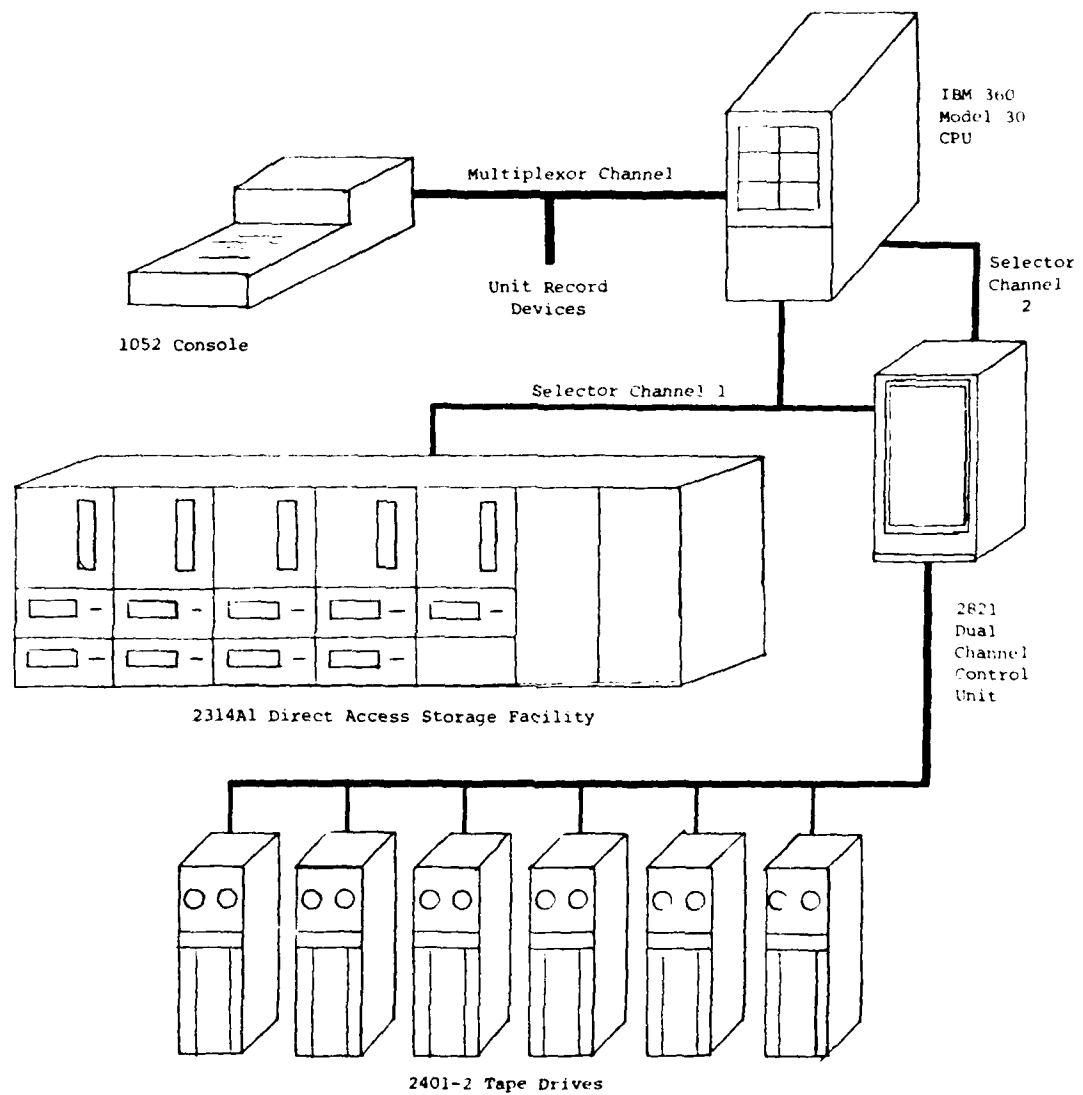 IBM 360
Model 30
CPU
Multiplexor Channel
Unit Record
Devices
Selector
Channel
2
1052 Console
Selector Channel 1
2821
Dual
Channel
Control
Unit
2314A1 Direct Access Storage Facility
2401-2 Tape Drives